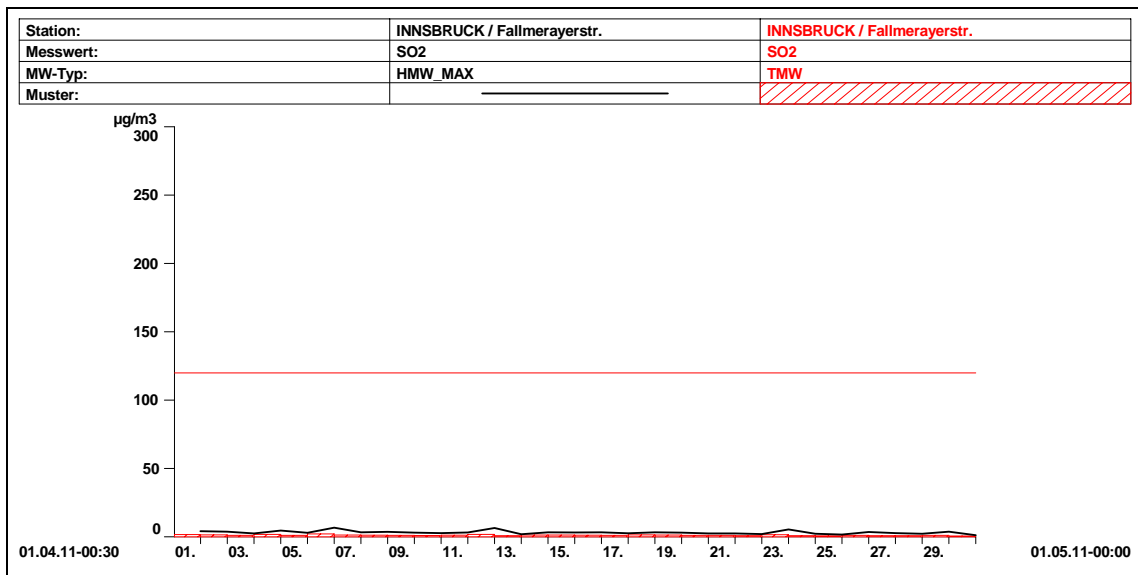 Station: INNSBRUCK / Fallmerayerstr. INNSBRUCK / Fallmerayerstr.
Messwert: SO2 SO2
MW-Typ: HMW_MAX TMW
Muster:
µg/m3
300
250
200
150
100
50
0
01.04.11-00:30 01. 03. 05. 07. 09. 11. 13. 15. 17. 19. 21. 23. 25. 27. 29. 01.05.11-00:00